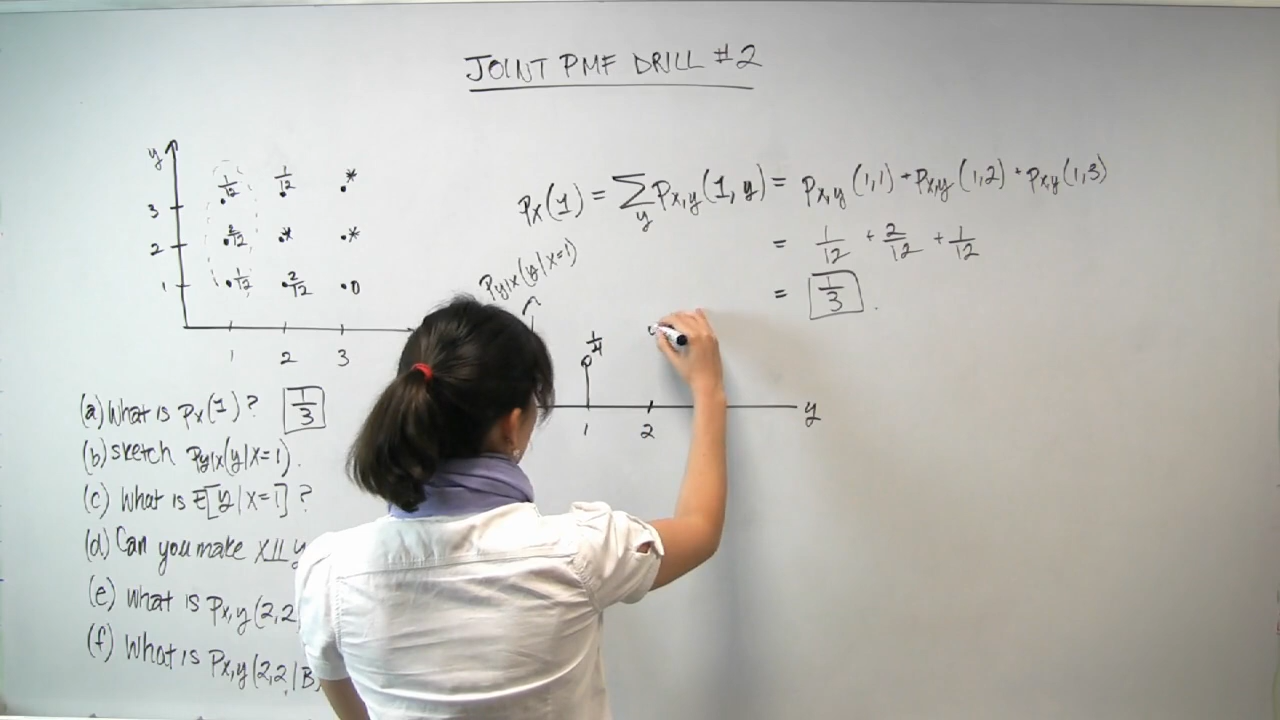 JOINT PMF DRILL #2
y
1/12 1/12 *
3
2/12 * *
2
1/12 2/12 0
1
1 2 3
Px(1) = ∑y Px,y(1,y) = Px,y(1,1) + Px,y(1,2) + Px,y(1,3)
= 1/12 + 2/12 + 1/12
= 1/3.
Py|x(y|x=1)
1/4
1 2 y
(a) What is Px(1)? 1/3
(b) sketch Py|x(y|x=1).
(c) What is E[y|x=1]?
(d) Can you make X⊥⊥y
(e) What is Px,y(2,2
(f) What is Px,y(2,2|B)